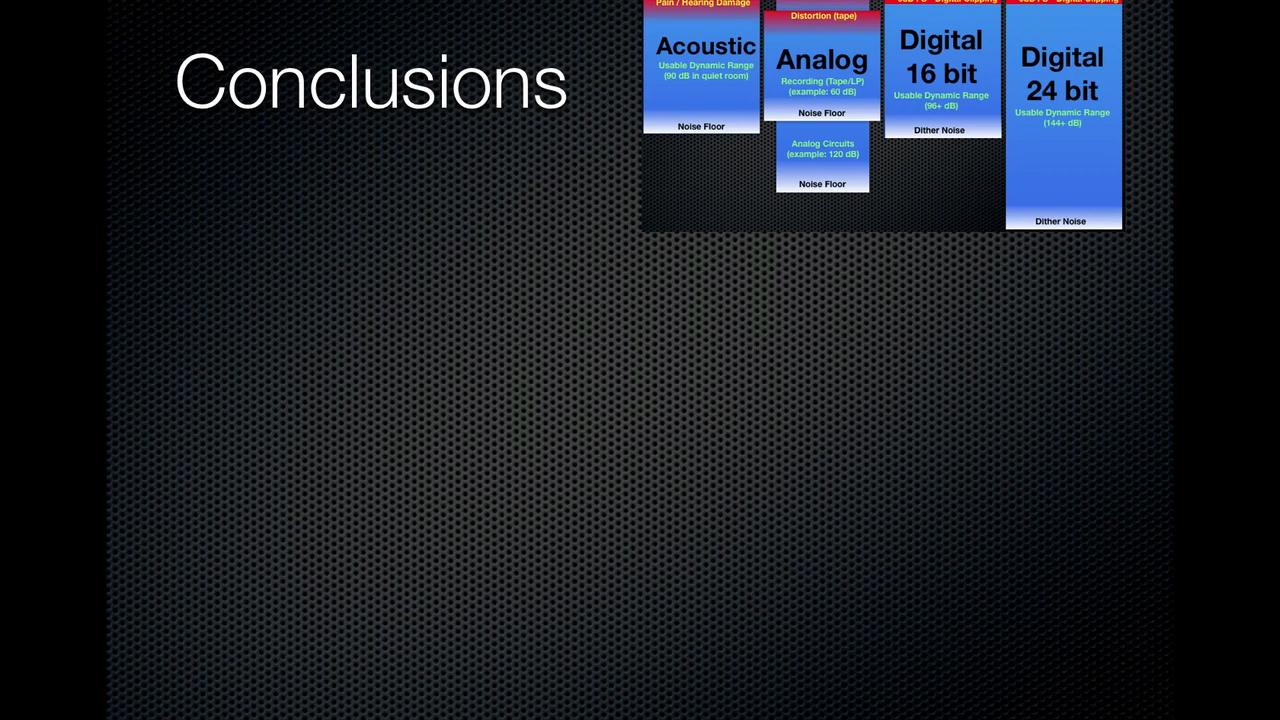 Conclusions
Pain / Hearing Damage
Acoustic
Usable Dynamic Range
(90 dB in quiet room)
Noise Floor
Distortion (tape)
Analog
Recording (Tape/LP)
(example: 60 dB)
Noise Floor
Analog Circuits
(example: 120 dB)
Noise Floor
Digital
16 bit
Usable Dynamic Range
(96+ dB)
Dither Noise
Digital
24 bit
Usable Dynamic Range
(144+ dB)
Dither Noise